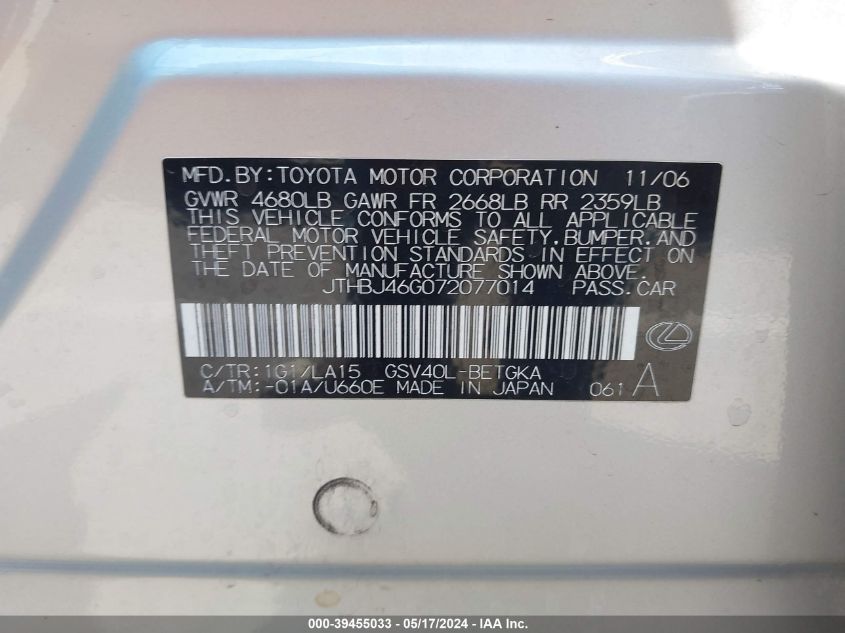 MFD.BY:TOYOTA MOTOR CORPORATION 11/06
GVWR 4680LB GAWR FR 2668LB RR 2359LB
THIS VEHICLE CONFORMS TO ALL APPLICABLE
FEDERAL MOTOR VEHICLE SAFETY,BUMPER,AND
THEFT PREVENTION STANDARDS IN EFFECT ON
THE DATE OF MANUFACTURE SHOWN ABOVE.
JTHBJ46G072077014 PASS.CAR
C/TR:1G1/LA15 GSV40L-BETGKA
A/TM:-01A/U660E MADE IN JAPAN 061 A
000-39455033 - 05/17/2024 - IAA Inc.